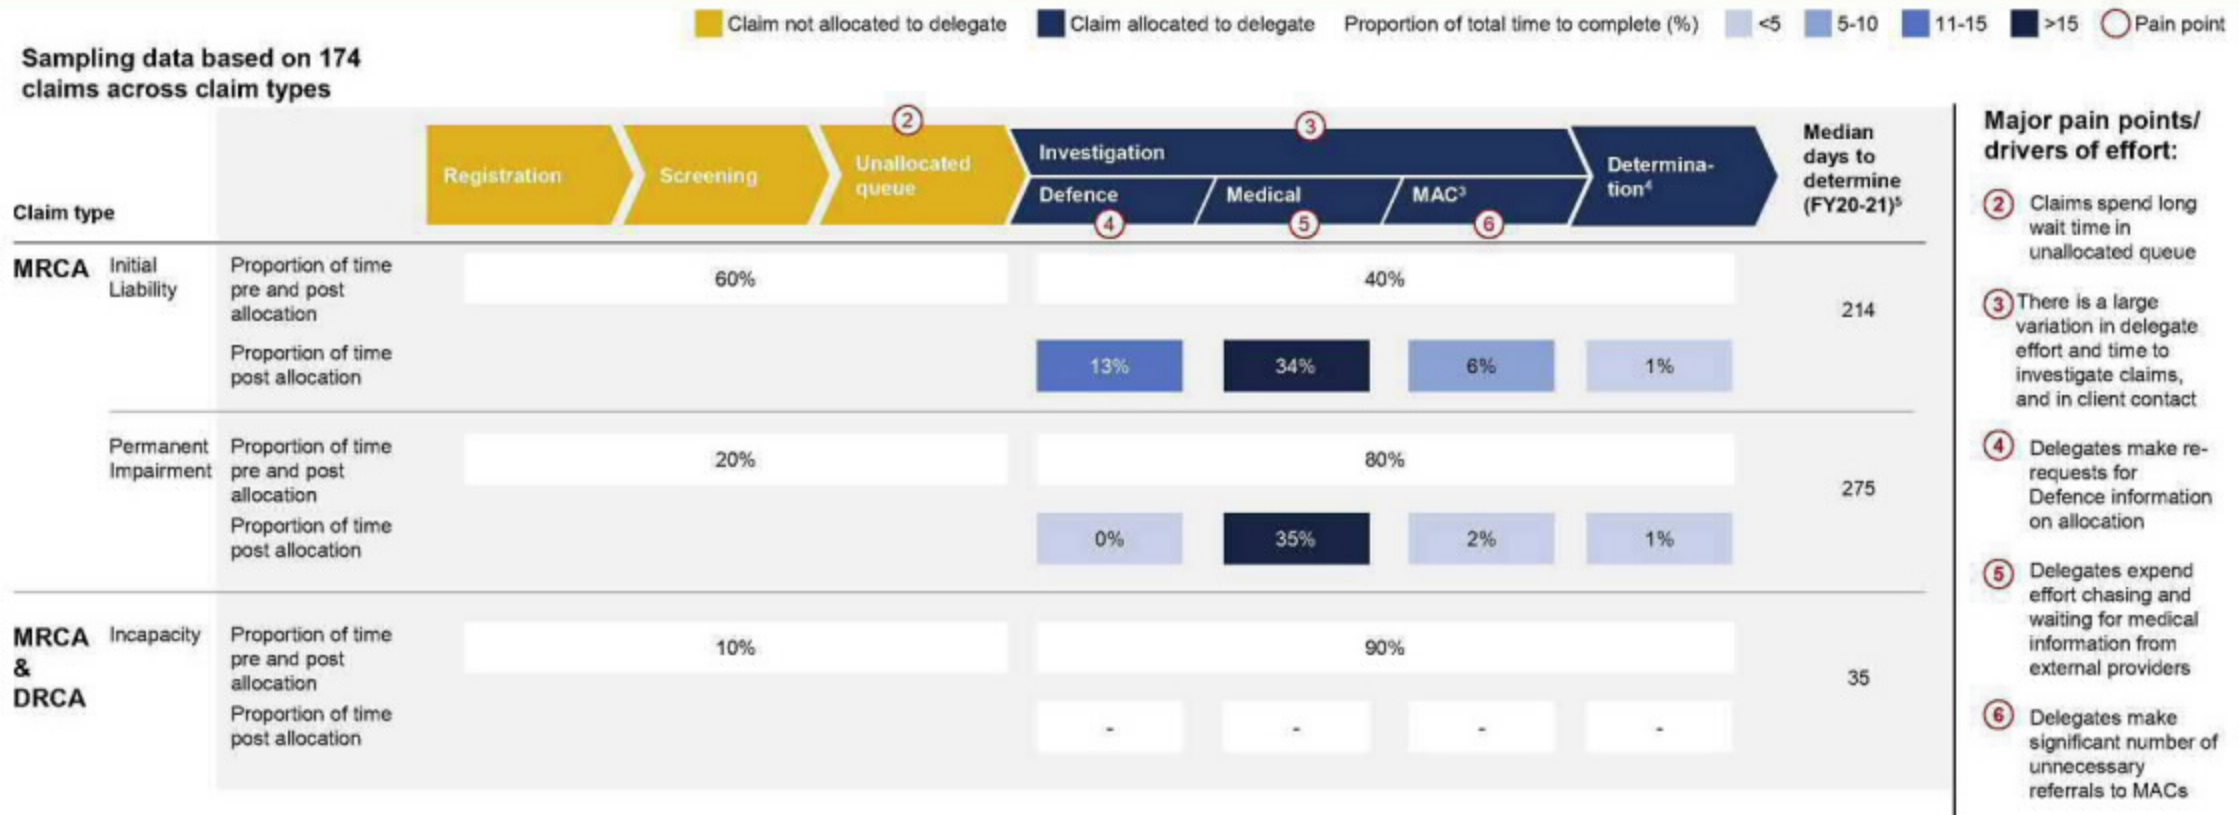 Claim not allocated to delegate
Claim allocated to delegate
Proportion of total time to complete (%)
<5
5-10
11-15
>15
Pain point
Sampling data based on 174
claims across claim types
Claim type
Registration
Screening
2
Unallocated
queue
3
Investigation
Defence
4
Medical
5
MAC³
6
Determina-
tion⁴
Median
days to
determine
(FY20-21)⁵
MRCA
Initial
Liability
Proportion of time
pre and post
allocation
60%
40%
214
Proportion of time
post allocation
13%
34%
6%
1%
Permanent
Impairment
Proportion of time
pre and post
allocation
20%
80%
275
Proportion of time
post allocation
0%
35%
2%
1%
MRCA
&
DRCA
Incapacity
Proportion of time
pre and post
allocation
10%
90%
35
Proportion of time
post allocation
-
-
-
-
Major pain points/
drivers of effort:
2
Claims spend long
wait time in
unallocated queue
3
There is a large
variation in delegate
effort and time to
investigate claims,
and in client contact
4
Delegates make re-
requests for
Defence information
on allocation
5
Delegates expend
effort chasing and
waiting for medical
information from
external providers
6
Delegates make
significant number of
unnecessary
referrals to MACs